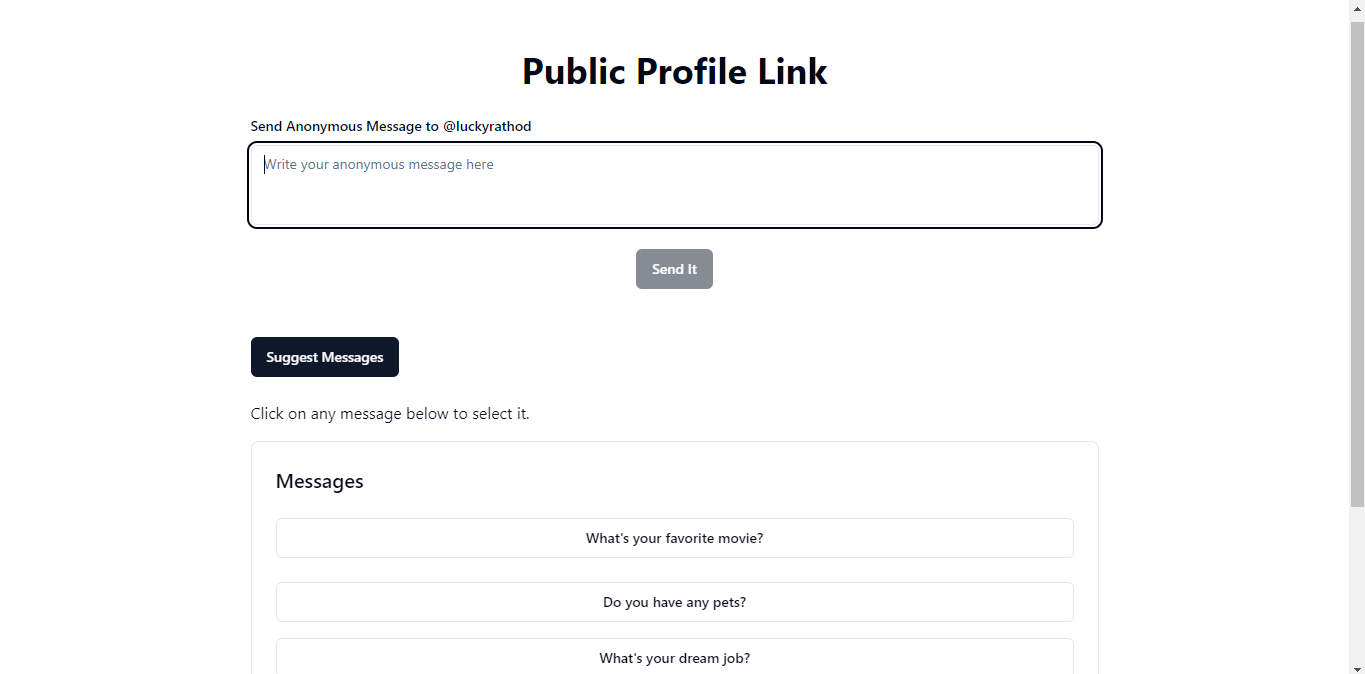 Public Profile Link
Send Anonymous Message to @luckyrathod
Write your anonymous message here
Send It
Suggest Messages
Click on any message below to select it.
Messages
What's your favorite movie?
Do you have any pets?
What's your dream job?